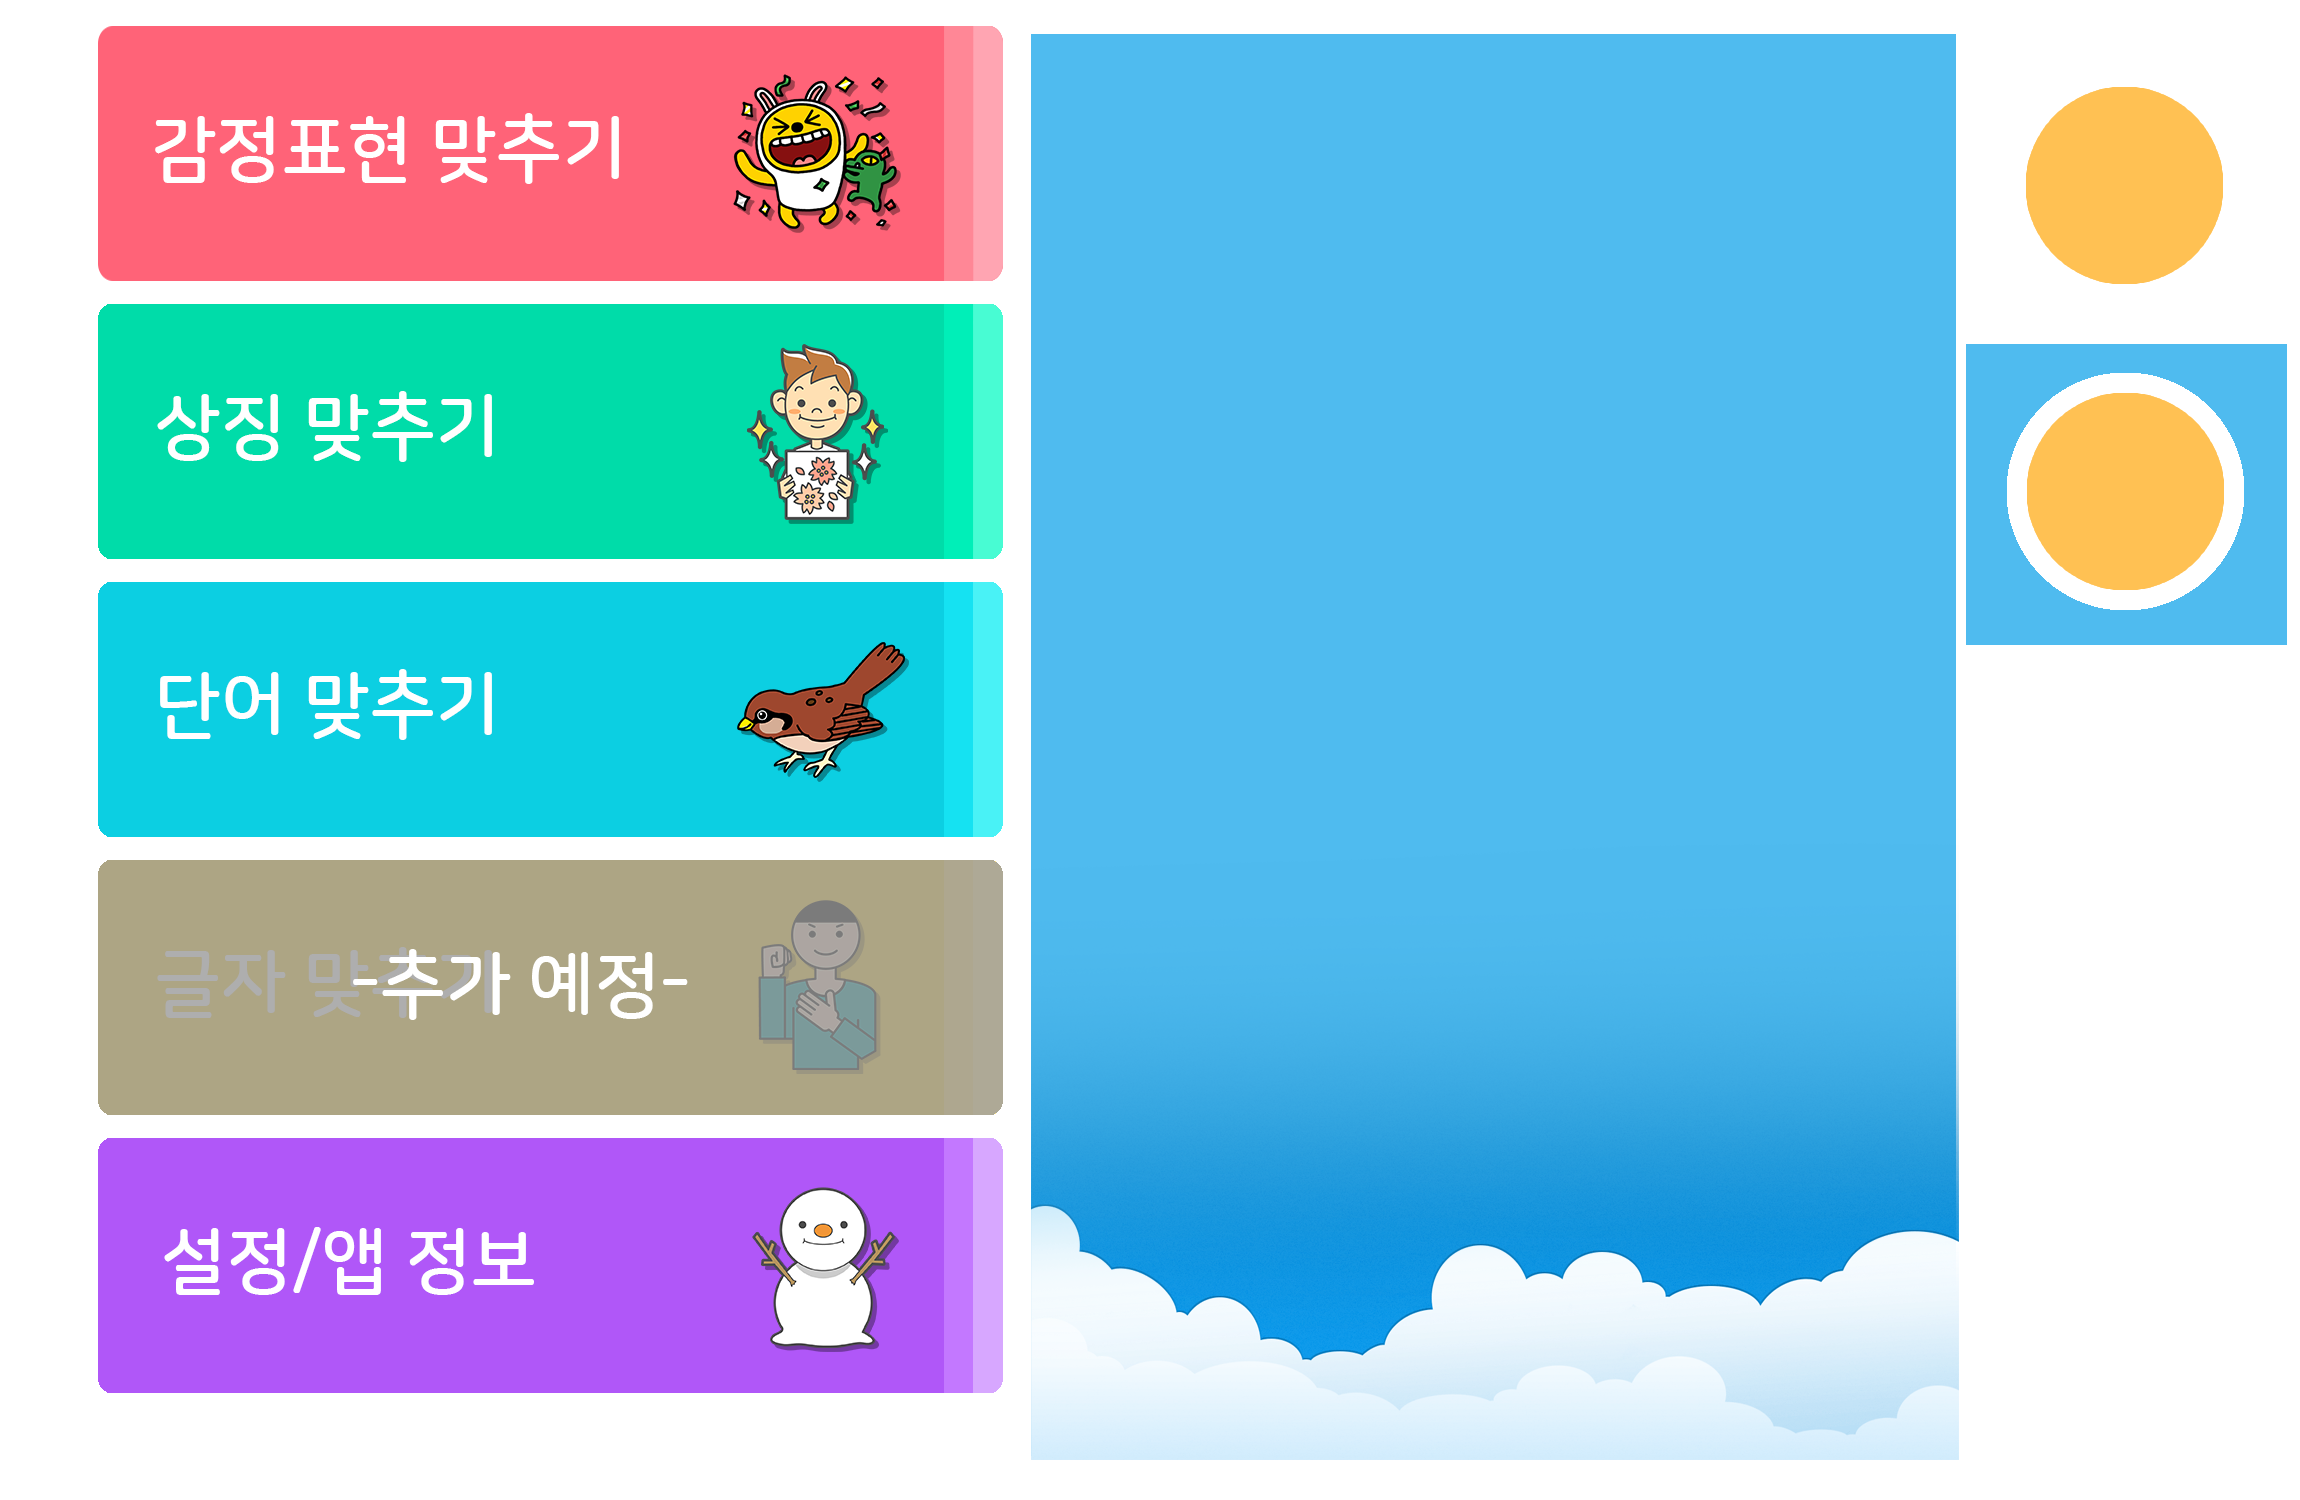 감정표현 맞추기
상징 맞추기
단어 맞추기
글자 맞추기
-추가 예정-
설정/앱 정보